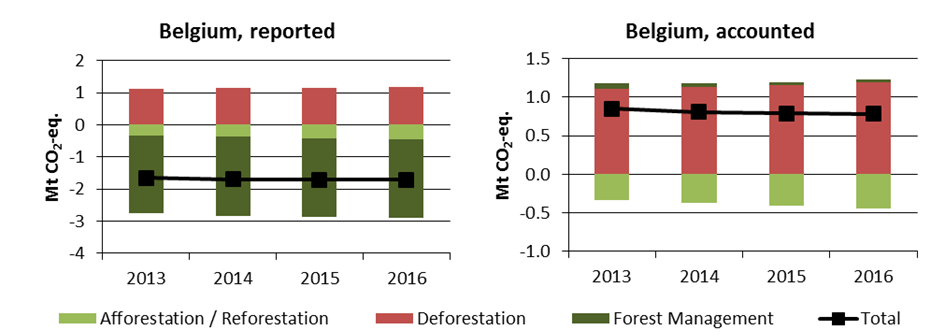 Belgium, reported
Mt CO₂-eq.
2
1
0
-1
-2
-3
-4
2013 2014 2015 2016
Belgium, accounted
Mt CO₂-eq.
1.5
1.0
0.5
0.0
-0.5
-1.0
2013 2014 2015 2016
Afforestation / Reforestation Deforestation Forest Management Total